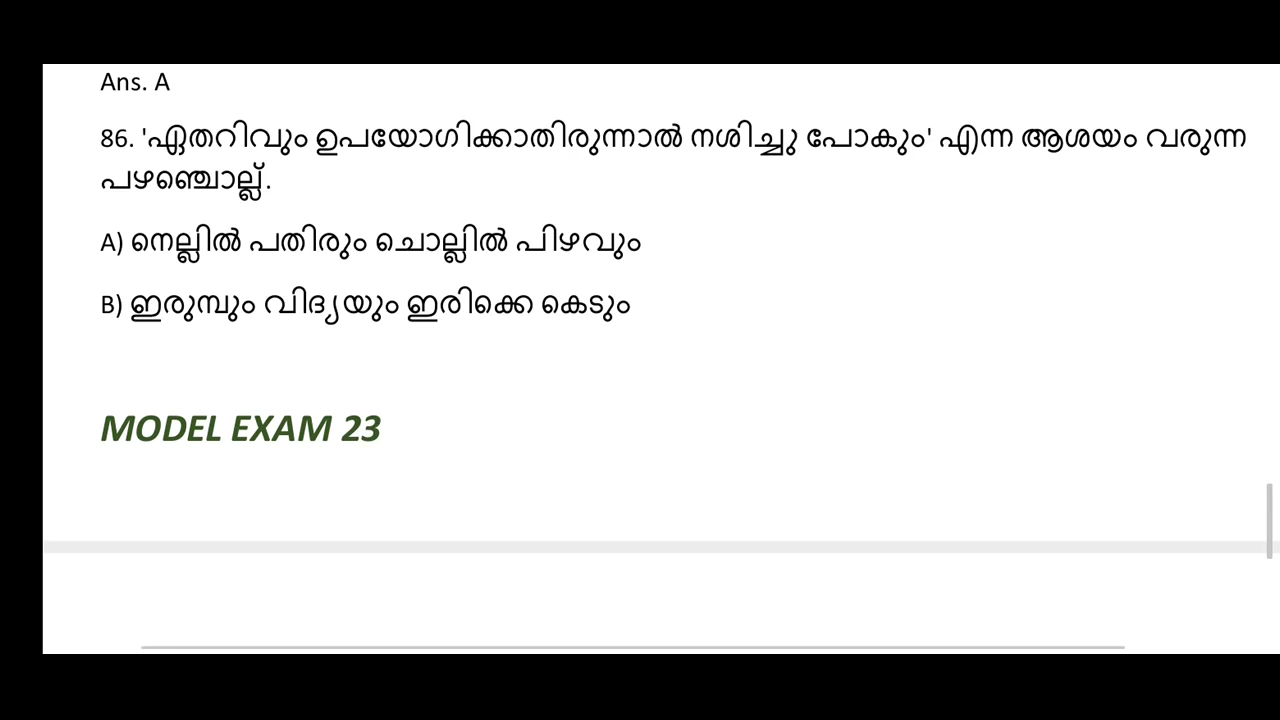 Ans. A
86. 'ഏതറിവും ഉപയോഗിക്കാതിരുന്നാൽ നശിച്ചു പോകും' എന്ന ആശയം വരുന്ന
പഴഞ്ചൊല്ല്.
A) നെല്ലിൽ പതിരും ചൊല്ലിൽ പിഴവും
B) ഇരുമ്പും വിദ്യയും ഇരിക്കെ കെടും
MODEL EXAM 23